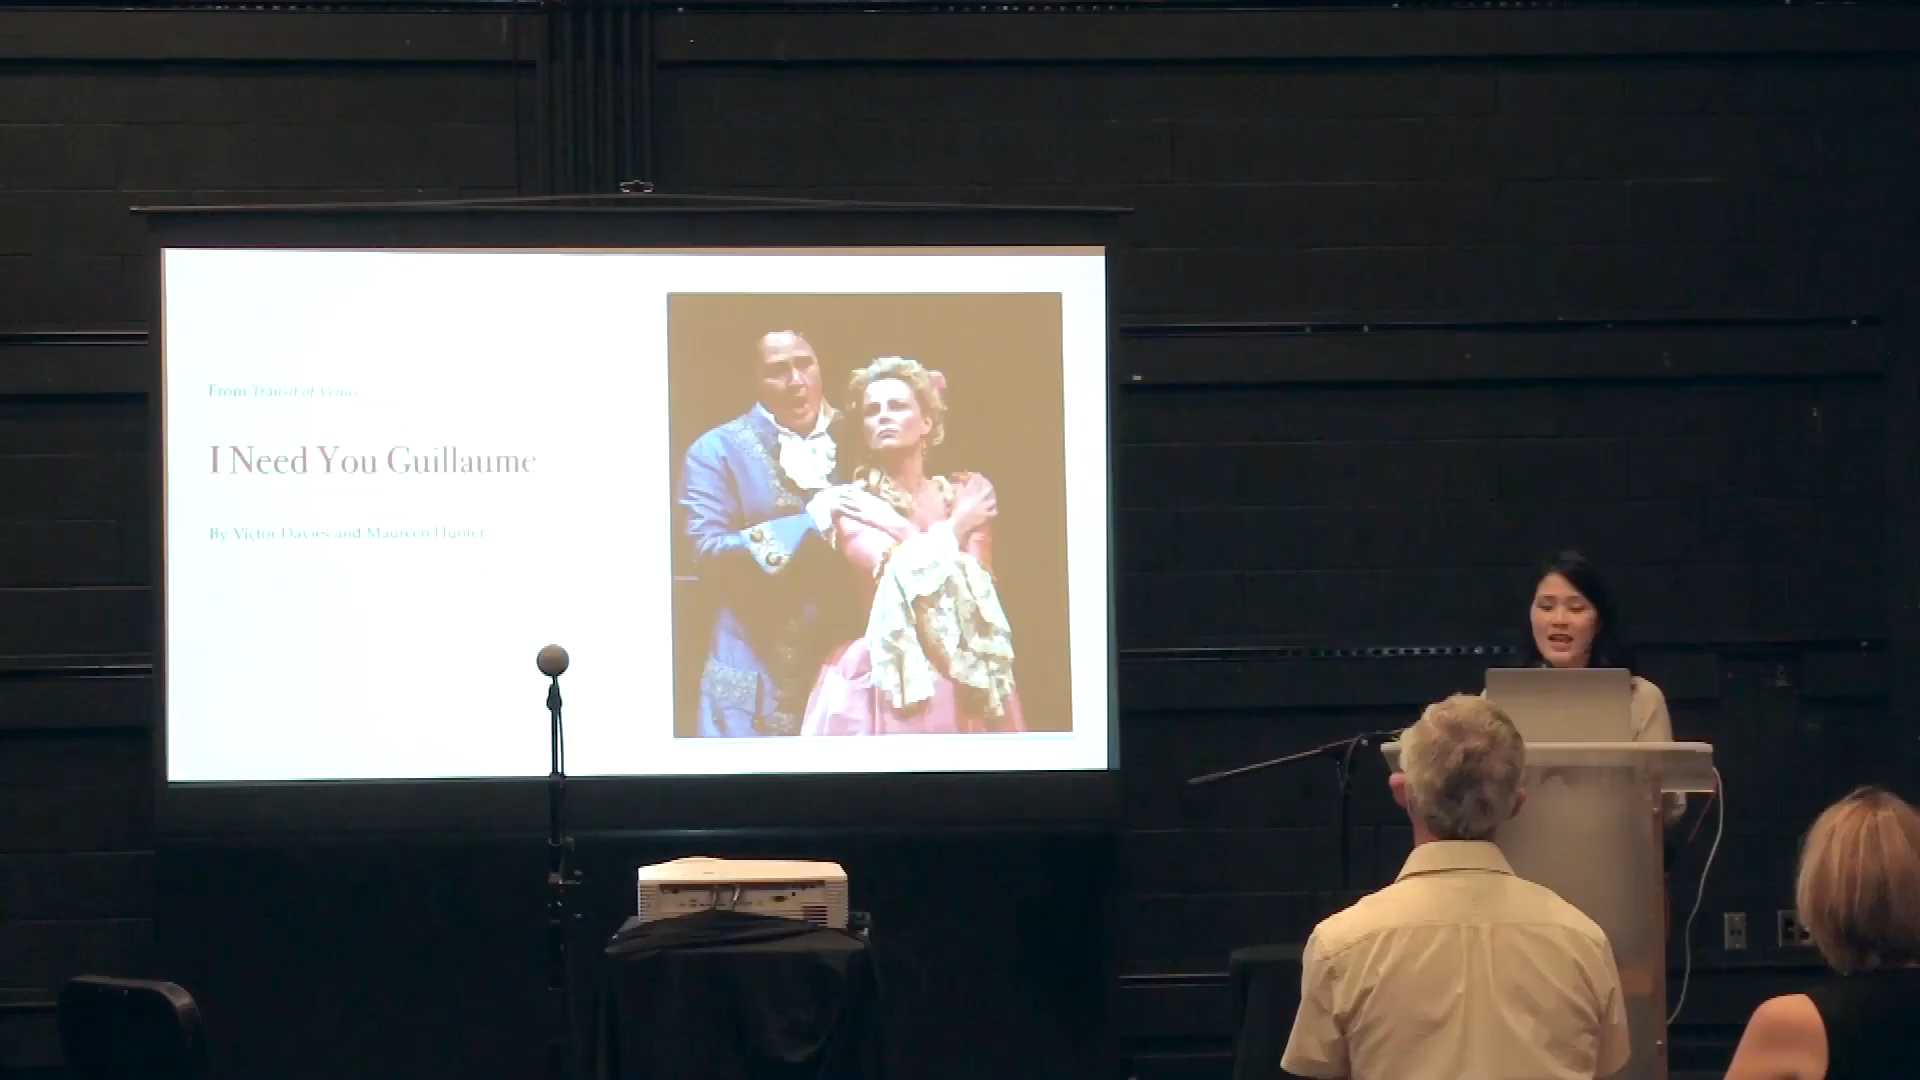 From Transit of Venus
I Need You Guillaume
By Victor Davies and Maureen Hunter